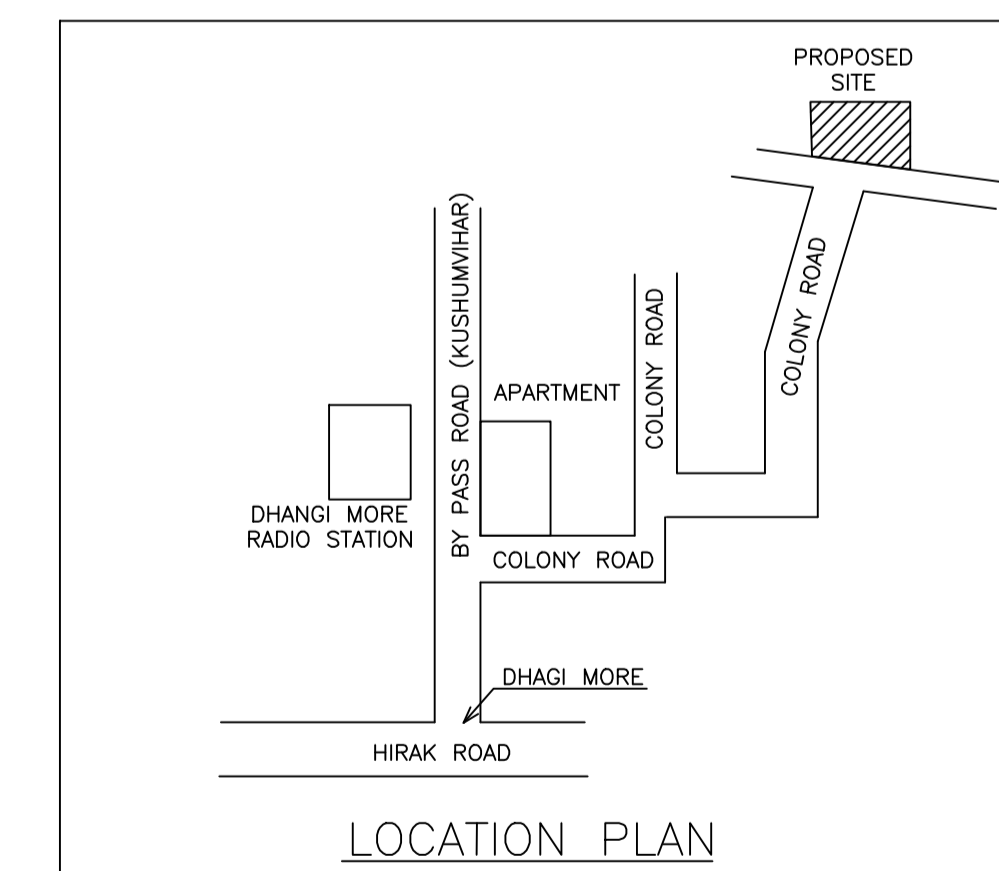 PROPOSED
SITE
BY PASS ROAD (KUSHUMVIHAR)
COLONY ROAD
COLONY ROAD
APARTMENT
DHANGI MORE
RADIO STATION
COLONY ROAD
DHAGI MORE
HIRAK ROAD
LOCATION PLAN